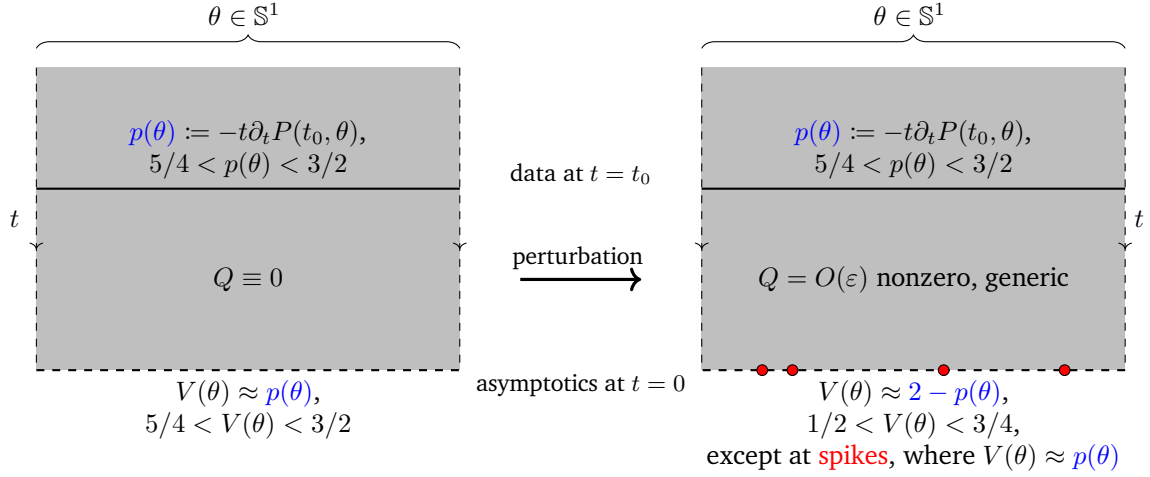 θ ∈ 𝕊¹
p(θ) := −t∂ₜP(t₀, θ),
5/4 < p(θ) < 3/2
t
Q ≡ 0
V(θ) ≈ p(θ),
5/4 < V(θ) < 3/2
data at t = t₀
perturbation
asymptotics at t = 0
θ ∈ 𝕊¹
p(θ) := −t∂ₜP(t₀, θ),
5/4 < p(θ) < 3/2
t
Q = O(ε) nonzero, generic
V(θ) ≈ 2 − p(θ),
1/2 < V(θ) < 3/4,
except at spikes, where V(θ) ≈ p(θ)